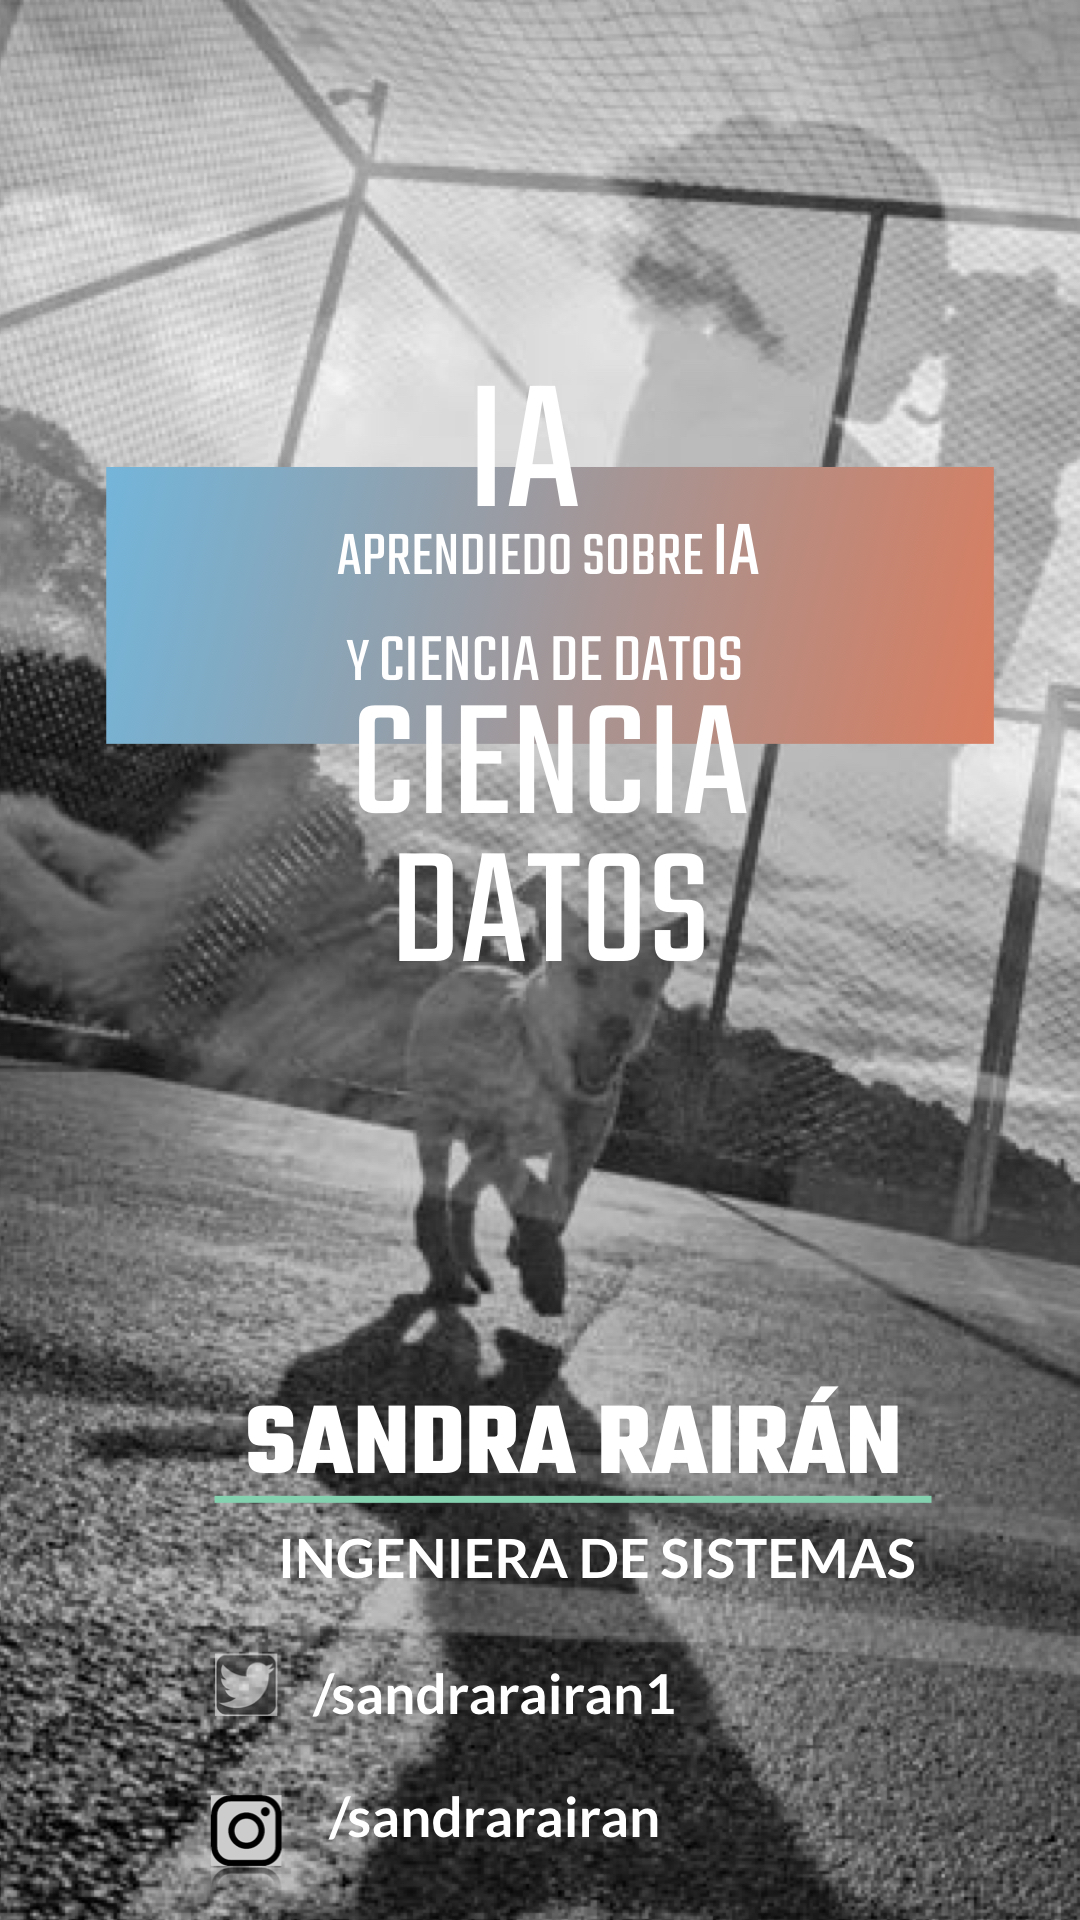 IA
APRENDIEDO SOBRE IA
Y CIENCIA DE DATOS
CIENCIA
DATOS
SANDRA RAIRÁN
INGENIERA DE SISTEMAS
/sandrarairan1
/sandrarairan